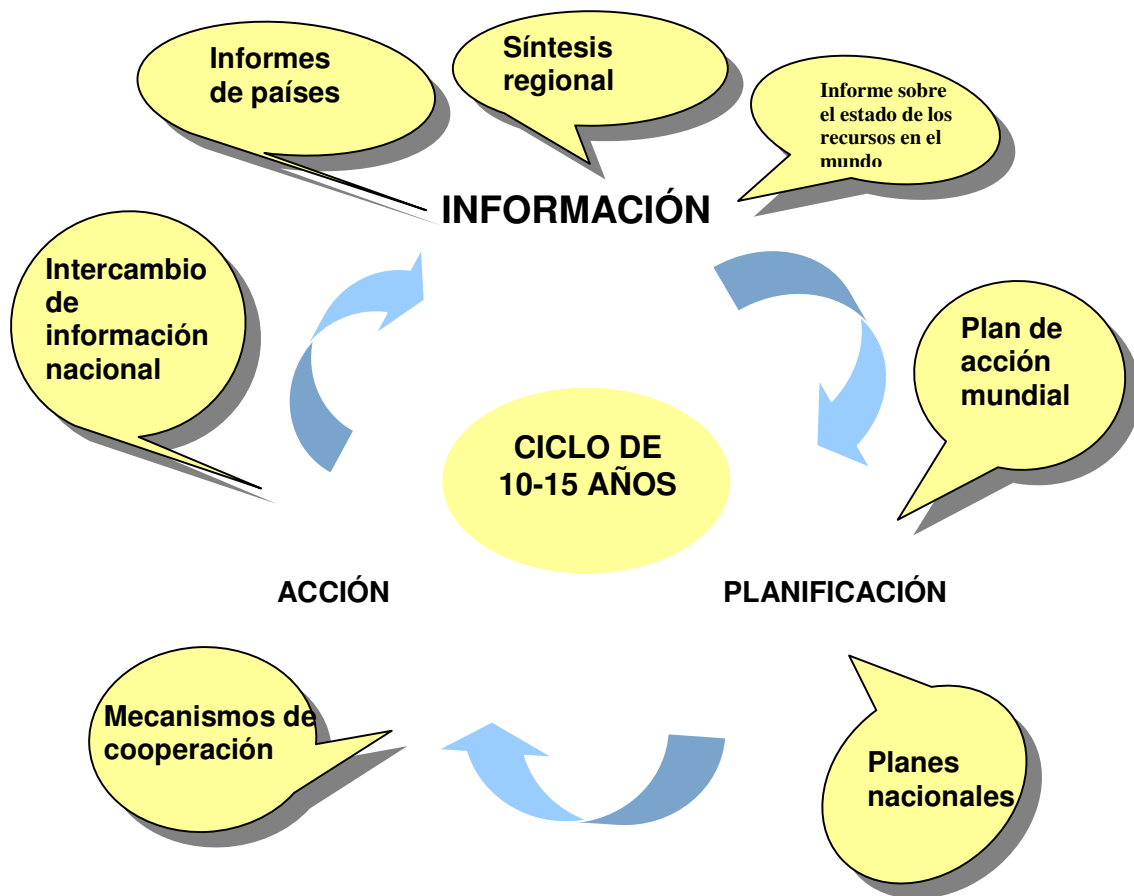 Informes
de países
Síntesis
regional
Informe sobre
el estado de los
recursos en el
mundo
INFORMACIÓN
Intercambio
de
información
nacional
Plan de
acción
mundial
CICLO DE
10-15 AÑOS
ACCIÓN
PLANIFICACIÓN
Mecanismos de
cooperación
Planes
nacionales